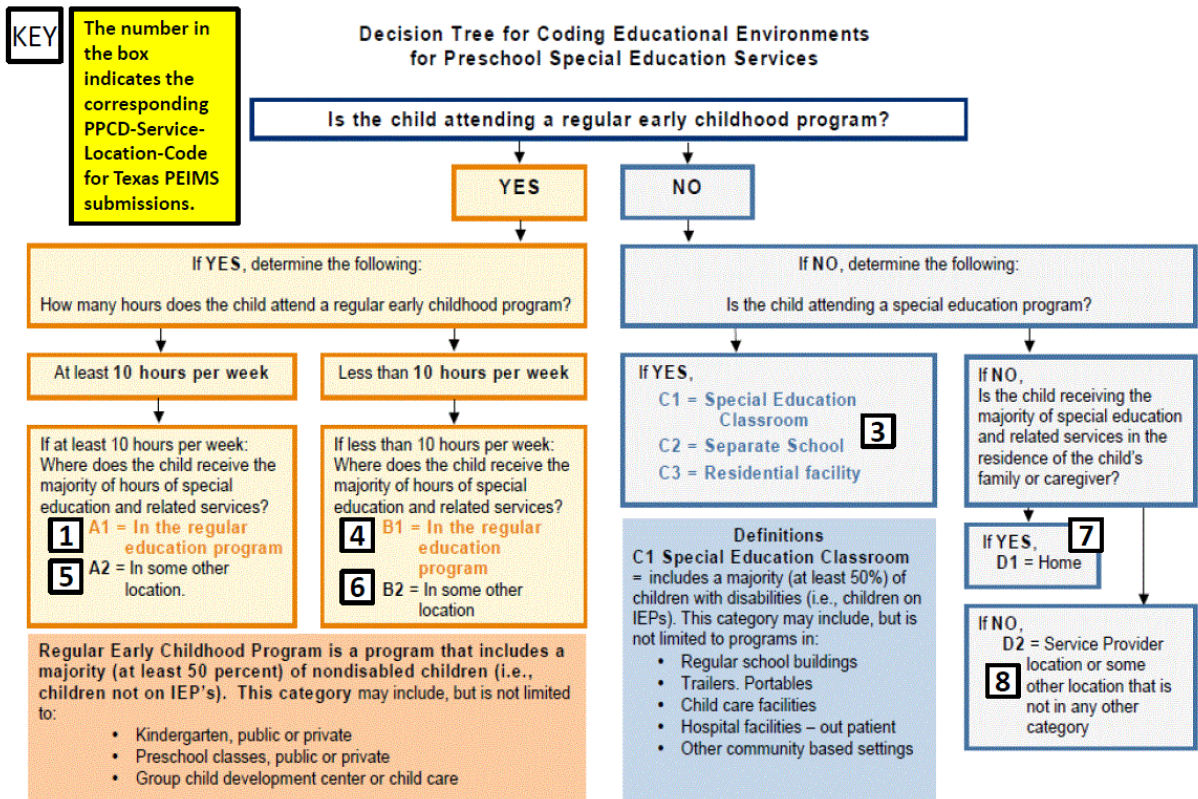 KEY
The number in
the box
indicates the
corresponding
PPCD-Service-
Location-Code
for Texas PEIMS
submissions.
Decision Tree for Coding Educational Environments
for Preschool Special Education Services
Is the child attending a regular early childhood program?
YES
NO
If YES, determine the following:
How many hours does the child attend a regular early childhood program?
If NO, determine the following:
Is the child attending a special education program?
At least 10 hours per week
Less than 10 hours per week
If at least 10 hours per week:
Where does the child receive the
majority of hours of special
education and related services?
1 A1 = In the regular
education program
5 A2 = In some other
location.
If less than 10 hours per week:
Where does the child receive the
majority of hours of special
education and related services?
4 B1 = In the regular
education
program
6 B2 = In some other
location
If YES,
C1 = Special Education
Classroom
3
C2 = Separate School
C3 = Residential facility
If NO,
Is the child receiving the
majority of special education
and related services in the
residence of the child's
family or caregiver?
7
If YES,
D1 = Home
If NO,
D2 = Service Provider
location or some
8 other location that is
not in any other
category
Regular Early Childhood Program is a program that includes a
majority (at least 50 percent) of nondisabled children (i.e.,
children not on IEP's). This category may include, but is not limited
to:
• Kindergarten, public or private
• Preschool classes, public or private
• Group child development center or child care
Definitions
C1 Special Education Classroom
= includes a majority (at least 50%) of
children with disabilities (i.e., children on
IEPs). This category may include, but is
not limited to programs in:
• Regular school buildings
• Trailers. Portables
• Child care facilities
• Hospital facilities – out patient
• Other community based settings